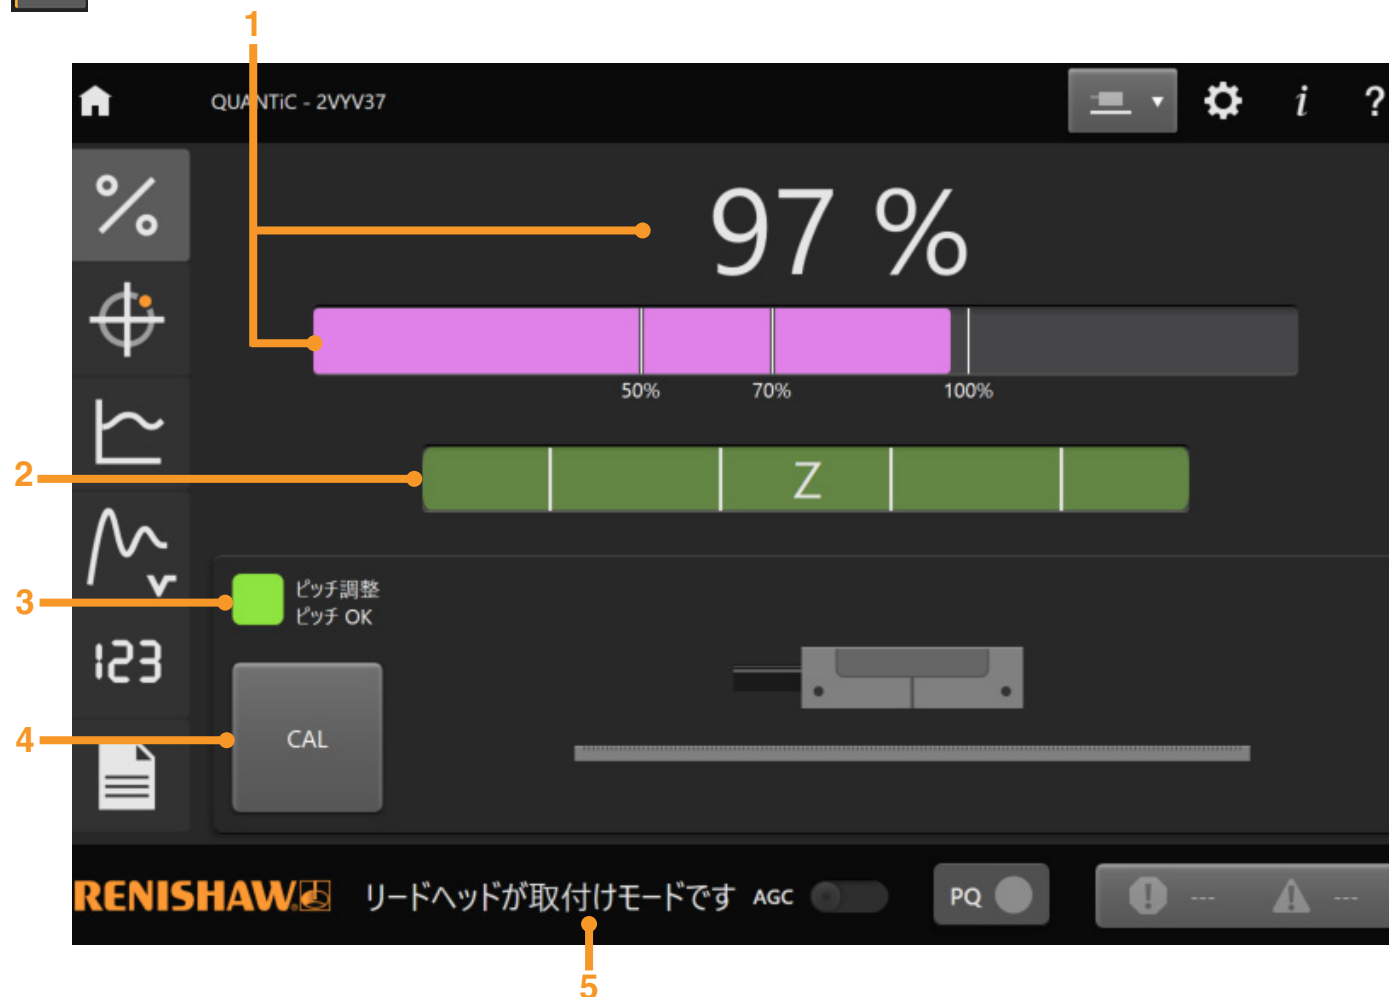 1
QUANTiC - 2VYV37
i
?
%
97 %
50%
70%
100%
2
Z
3
ピッチ調整
ピッチ OK
123
4
CAL
RENISHAW
リードヘッドが取付けモードです
AGC
PQ
---
---
5